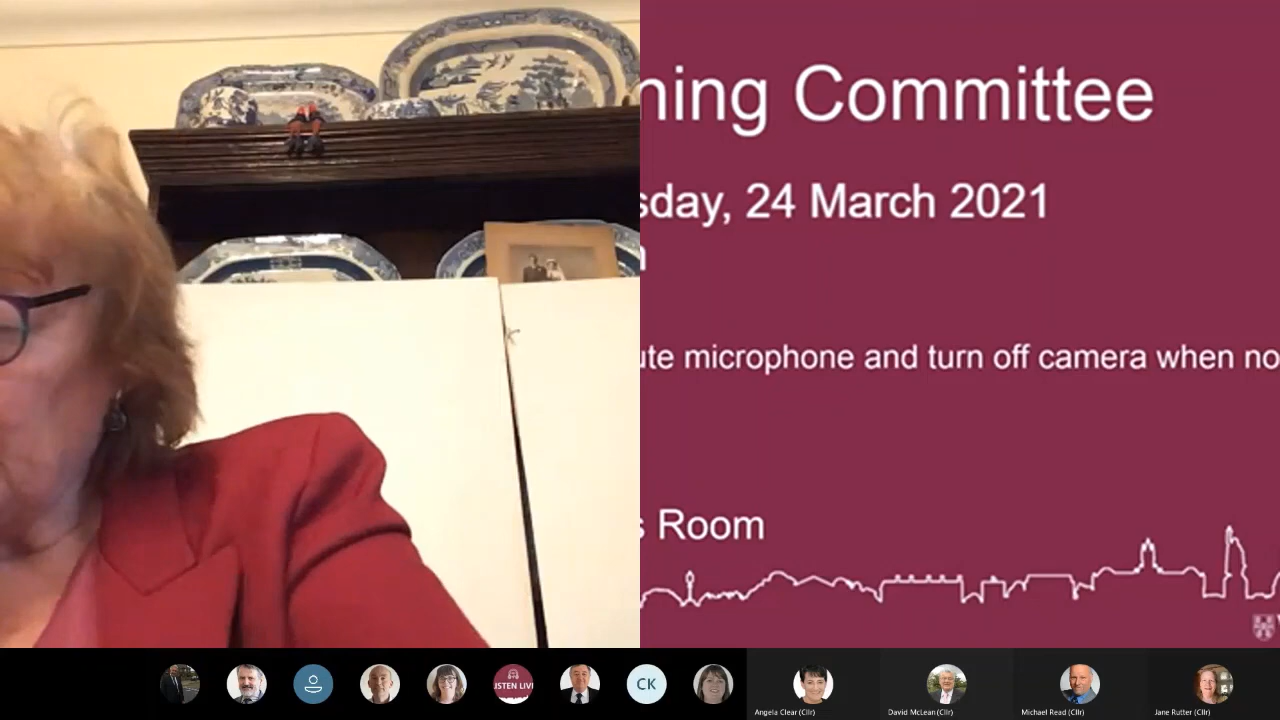 ning Committee
sday, 24 March 2021
ute microphone and turn off camera when no
s Room
CK
Angela Clear (Cllr)
David McLean (Cllr)
Michael Read (Cllr)
Jane Rutter (Cllr)